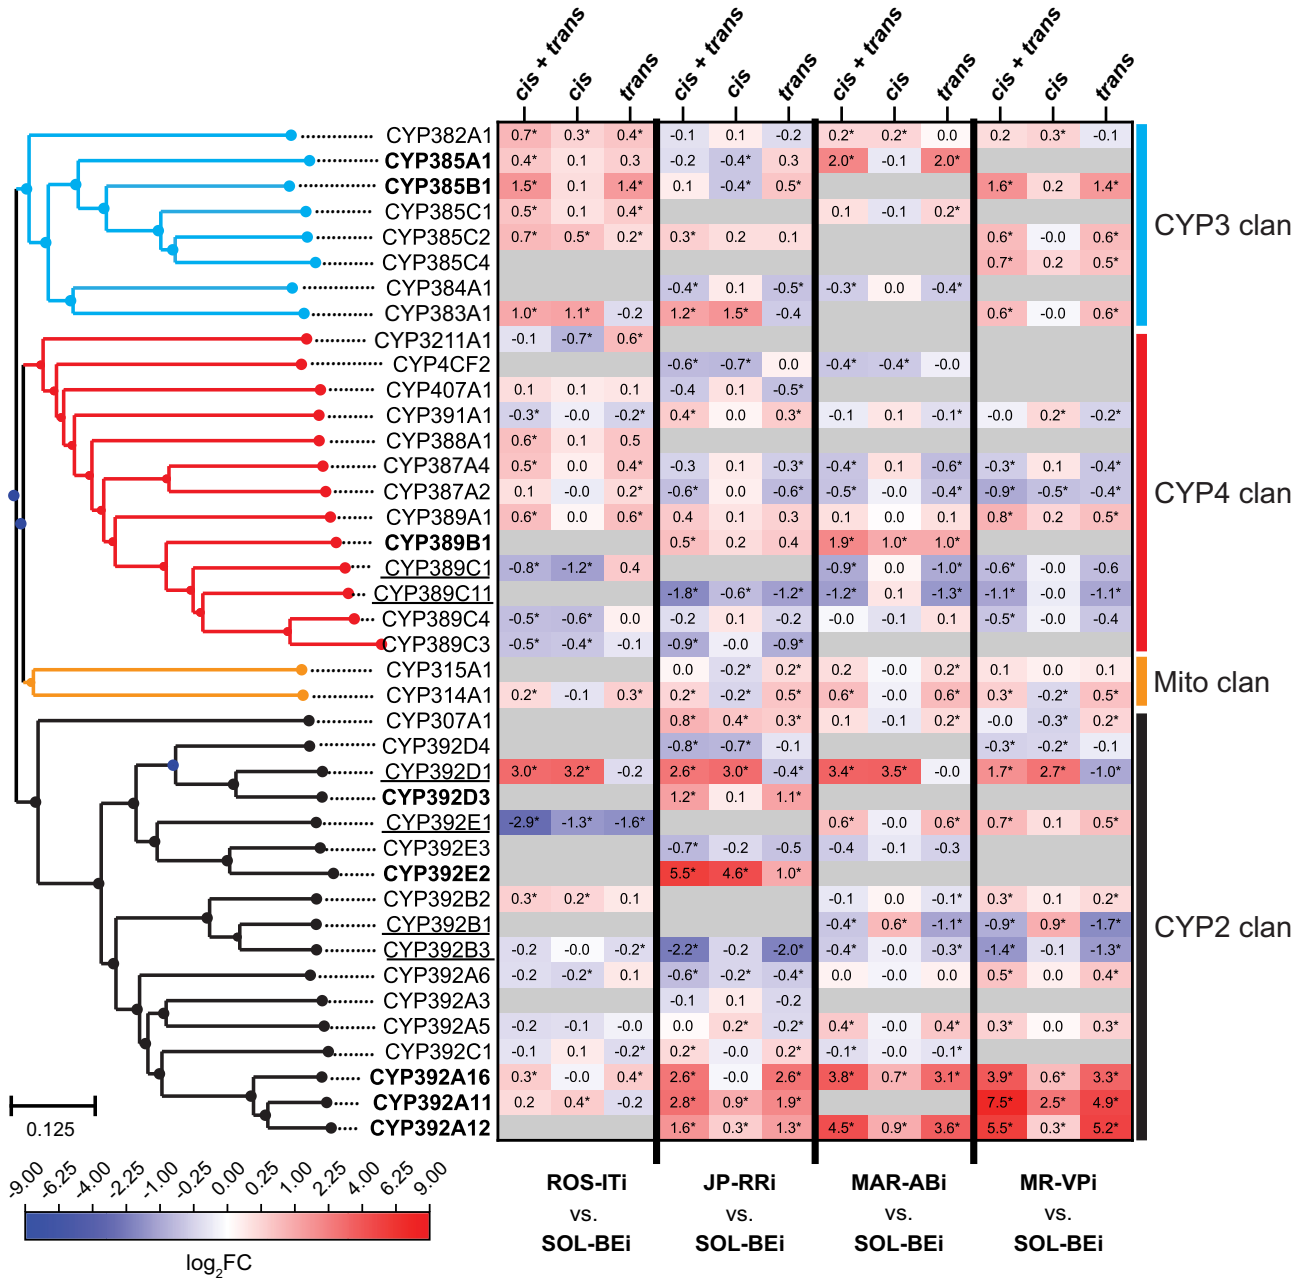 cis + trans cis trans cis + trans cis trans cis + trans cis trans cis + trans cis trans
CYP382A1 0.7* 0.3* 0.4* -0.1 0.1 -0.2 0.2* 0.2* 0.0 0.2 0.3* -0.1
CYP385A1 0.4* 0.1 0.3 -0.2 -0.4* 0.3 2.0* -0.1 2.0*
CYP385B1 1.5* 0.1 1.4* 0.1 -0.4* 0.5* 1.6* 0.2 1.4*
CYP385C1 0.5* 0.1 0.4* 0.1 -0.1 0.2*
CYP3 clan
CYP385C2 0.7* 0.5* 0.2* 0.3* 0.2 0.1 0.6* -0.0 0.6*
CYP385C4 0.7* 0.2 0.5*
CYP384A1 -0.4* 0.1 -0.5* -0.3* 0.0 -0.4*
CYP383A1 1.0* 1.1* -0.2 1.2* 1.5* -0.4 0.6* -0.0 0.6*
CYP3211A1 -0.1 -0.7* 0.6*
CYP4CF2 -0.6* -0.7* 0.0 -0.4* -0.4* -0.0
CYP407A1 0.1 0.1 0.1 -0.4 0.1 -0.5*
CYP391A1 -0.3* -0.0 -0.2* 0.4* 0.0 0.3* -0.1 0.1 -0.1* -0.0 0.2* -0.2*
CYP388A1 0.6* 0.1 0.5
CYP387A4 0.5* 0.0 0.4* -0.3 0.1 -0.3* -0.4* 0.1 -0.6* -0.3* 0.1 -0.4*
CYP387A2 0.1 -0.0 0.2* -0.6* 0.0 -0.6* -0.5* -0.0 -0.4* -0.9* -0.5* -0.4*
CYP4 clan
CYP389A1 0.6* 0.0 0.6* 0.4 0.1 0.3 0.1 0.0 0.1 0.8* 0.2 0.5*
CYP389B1 0.5* 0.2 0.4 1.9* 1.0* 1.0*
CYP389C1 -0.8* -1.2* 0.4 -0.9* 0.0 -1.0* -0.6* -0.0 -0.6
CYP389C11 -1.8* -0.6* -1.2* -1.2* 0.1 -1.3* -1.1* -0.0 -1.1*
CYP389C4 -0.5* -0.6* 0.0 -0.2 0.1 -0.2 -0.0 -0.1 0.1 -0.5* -0.0 -0.4
CYP389C3 -0.5* -0.4* -0.1 -0.9* -0.0 -0.9*
CYP315A1 0.0 -0.2* 0.2* 0.2 -0.0 0.2* 0.1 0.0 0.1
Mito clan
CYP314A1 0.2* -0.1 0.3* 0.2* -0.2* 0.5* 0.6* -0.0 0.6* 0.3* -0.2* 0.5*
CYP307A1 0.8* 0.4* 0.3* 0.1 -0.1 0.2* -0.0 -0.3* 0.2*
CYP392D4 -0.8* -0.7* -0.1 -0.3* -0.2* -0.1
CYP392D1 3.0* 3.2* -0.2 2.6* 3.0* -0.4* 3.4* 3.5* -0.0 1.7* 2.7* -1.0*
CYP392D3 1.2* 0.1 1.1*
CYP392E1 -2.9* -1.3* -1.6* 0.6* -0.0 0.6* 0.7* 0.1 0.5*
CYP392E3 -0.7* -0.2 -0.5 -0.4 -0.1 -0.3
CYP392E2 5.5* 4.6* 1.0*
CYP392B2 0.3* 0.2* 0.1 -0.1 0.0 -0.1* 0.3* 0.1 0.2*
CYP392B1 -0.4* 0.6* -1.1* -0.9* 0.9* -1.7*
CYP2 clan
CYP392B3 -0.2 -0.0 -0.2* -2.2* -0.2 -2.0* -0.4* -0.0 -0.3* -1.4* -0.1 -1.3*
CYP392A6 -0.2 -0.2* 0.1 -0.6* -0.2* -0.4* 0.0 -0.0 0.0 0.5* -0.0 0.4*
CYP392A3 -0.1 0.1 -0.2
CYP392A5 -0.2 -0.1 -0.0 0.0 0.2* -0.2* 0.4* -0.0 0.4* 0.3* 0.0 0.3*
CYP392C1 -0.1 0.1 -0.2* 0.2* -0.0 0.2* -0.1* -0.0 -0.1*
CYP392A16 0.3* -0.0 0.4* 2.6* -0.0 2.6* 3.8* 0.7* 3.1* 3.9* 0.6* 3.3*
CYP392A11 0.2 0.4* -0.2 2.8* 0.9* 1.9* 7.5* 2.5* 4.9*
CYP392A12 1.6* 0.3* 1.3* 4.5* 0.9* 3.6* 5.5* 0.3* 5.2*
0.125
-9.00 -6.25 -4.00 -2.25 -1.00 -0.25 0.00 0.25 1.00 2.25 4.00 6.25 9.00
log2FC
ROS-ITi JP-RRi MAR-ABi MR-VPi
vs. vs. vs. vs.
SOL-BEi SOL-BEi SOL-BEi SOL-BEi